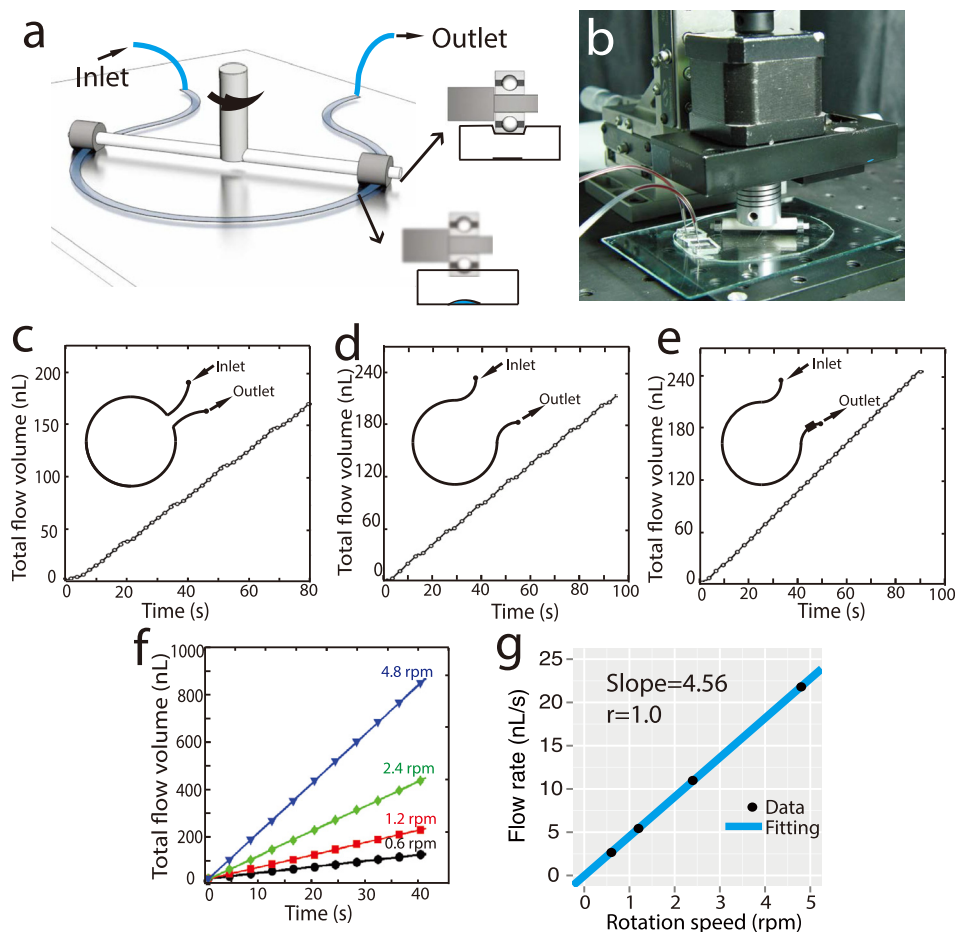 a
Inlet
Outlet
b
c
Total flow volume (nL)
200
150
100
50
0
Inlet
Outlet
0 20 40 60 80
Time (s)
d
Total flow volume (nL)
240
180
120
60
0
Inlet
Outlet
0 20 40 60 80 100
Time (s)
e
Total flow volume (nL)
240
180
120
60
0
Inlet
Outlet
0 20 40 60 80 100
Time (s)
f
Total flow volume (nL)
1000
800
600
400
200
0
4.8 rpm
2.4 rpm
1.2 rpm
0.6 rpm
0 10 20 30 40
Time (s)
g
Flow rate (nL/s)
25
20
15
10
5
0
Slope=4.56
r=1.0
Data
Fitting
0 1 2 3 4 5
Rotation speed (rpm)